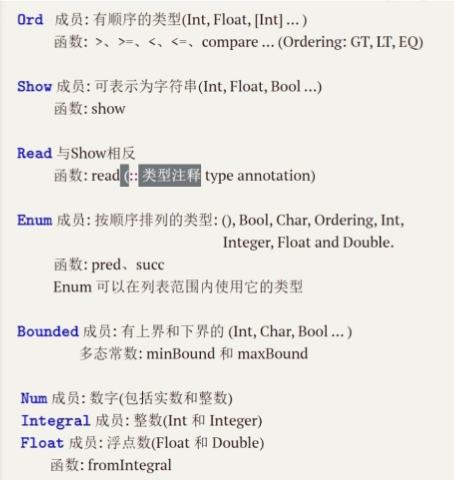 Ord 成员: 有顺序的类型(Int, Float, [Int] ... )
函数: >、>=、<、<=、compare ... (Ordering: GT, LT, EQ)
Show 成员: 可表示为字符串(Int, Float, Bool ...)
函数: show
Read 与Show相反
函数: read (:: 类型注释 type annotation)
Enum 成员: 按顺序排列的类型: (), Bool, Char, Ordering, Int,
Integer, Float and Double.
函数: pred、succ
Enum 可以在列表范围内使用它的类型
Bounded 成员: 有上界和下界的 (Int, Char, Bool ... )
多态常数: minBound 和 maxBound
Num 成员: 数字(包括实数和整数)
Integral 成员: 整数(Int 和 Integer)
Float 成员: 浮点数(Float 和 Double)
函数: fromIntegral